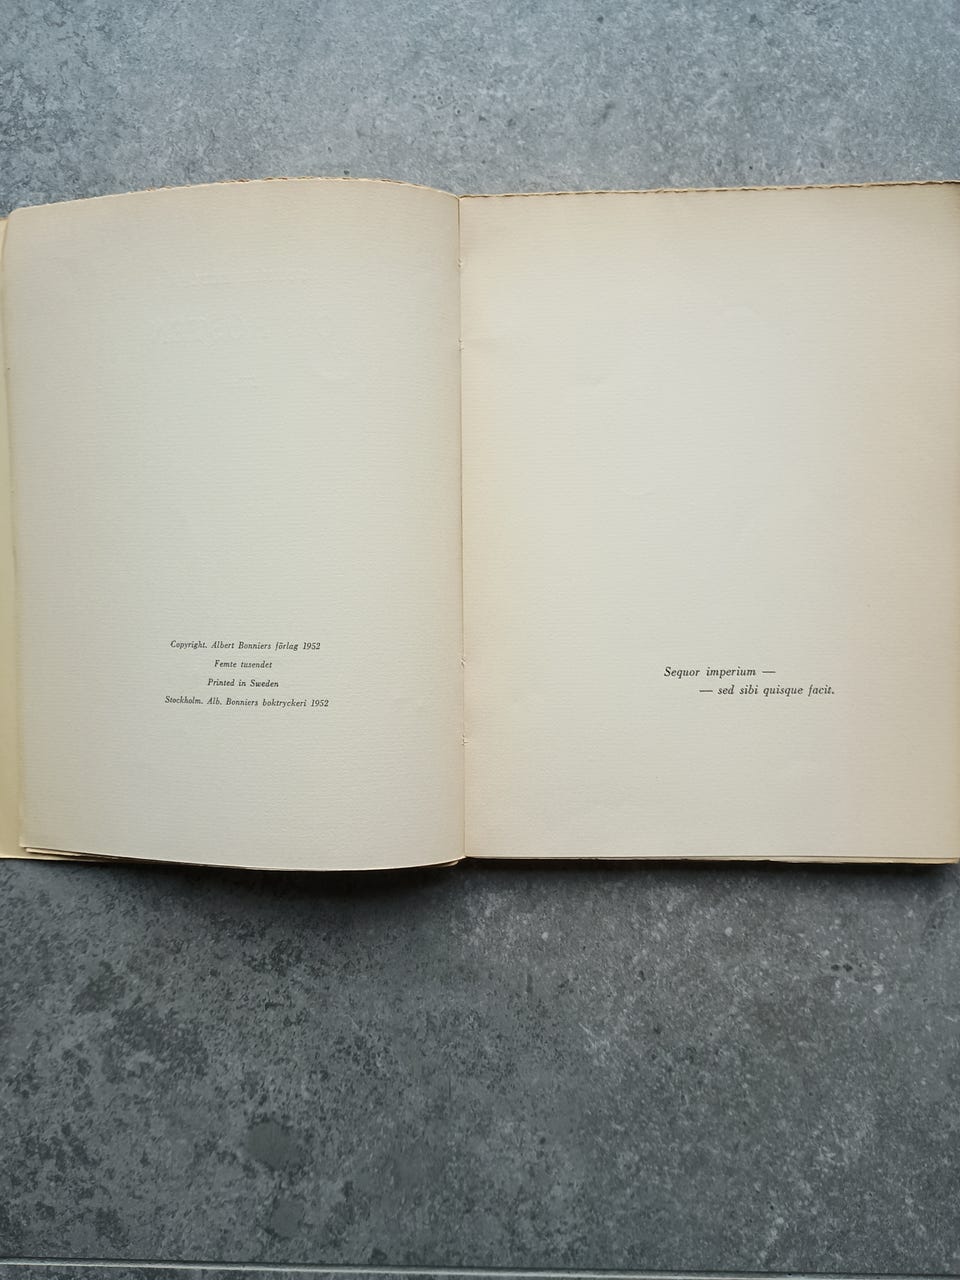 Copyright. Albert Bonniers förlag 1952
Femte tusendet
Printed in Sweden
Stockholm. Alb. Bonniers boktryckeri 1952
Sequor imperium —
— sed sibi quisque facit.